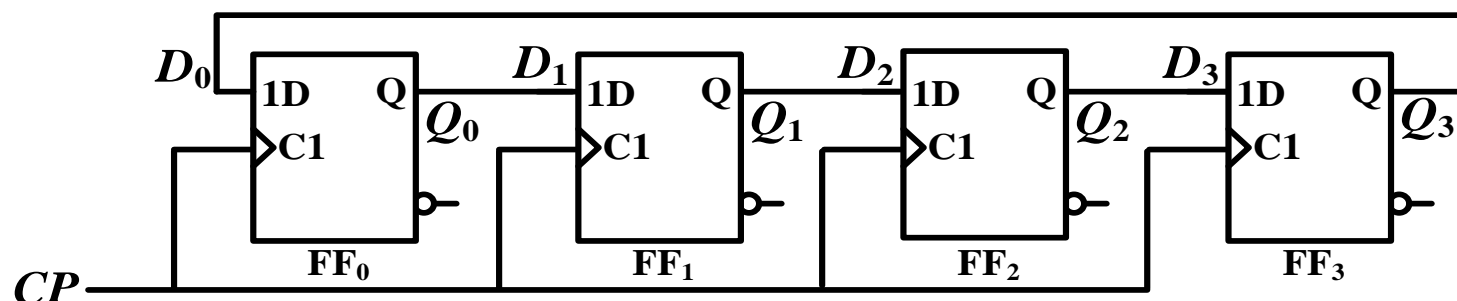 D₀ D₁ D₂ D₃
1D Q 1D Q 1D Q 1D Q
Q₀ Q₁ Q₂ Q₃
C1 C1 C1 C1
FF₀ FF₁ FF₂ FF₃
CP